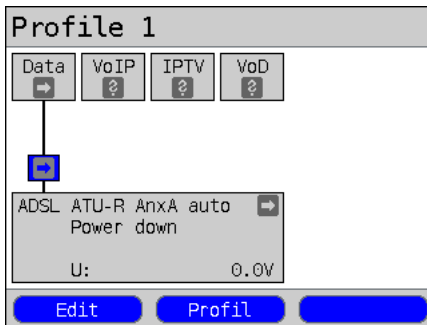 Profile 1
Data VoIP IPTV VoD
ADSL ATU-R AnxA auto
Power down
U: 0.0V
Edit Profil